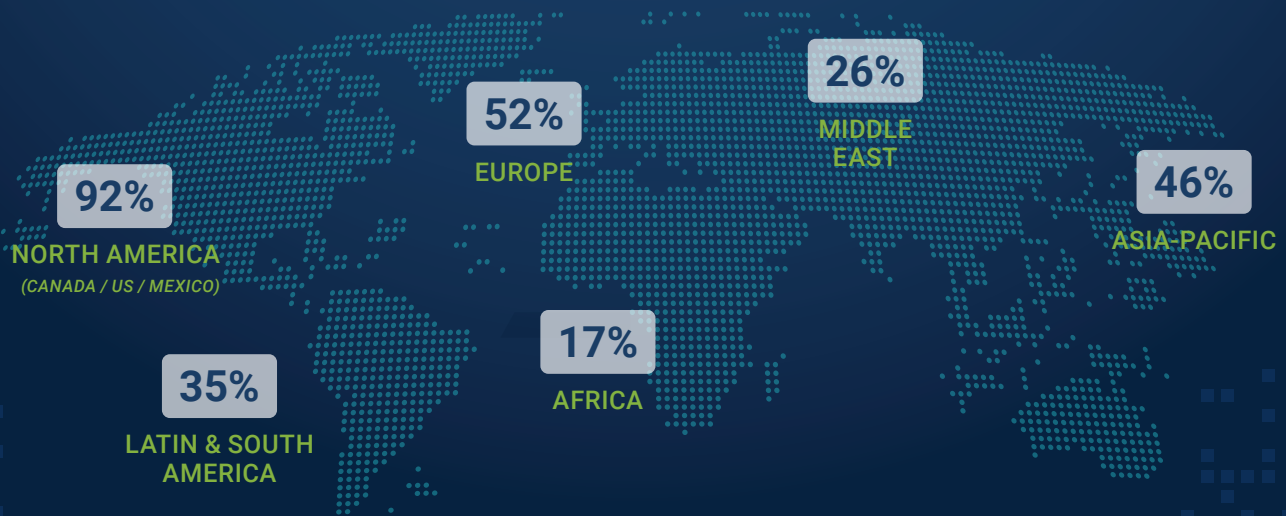 92%
NORTH AMERICA
(CANADA / US / MEXICO)
52%
EUROPE
26%
MIDDLE
EAST
46%
ASIA-PACIFIC
35%
LATIN & SOUTH
AMERICA
17%
AFRICA